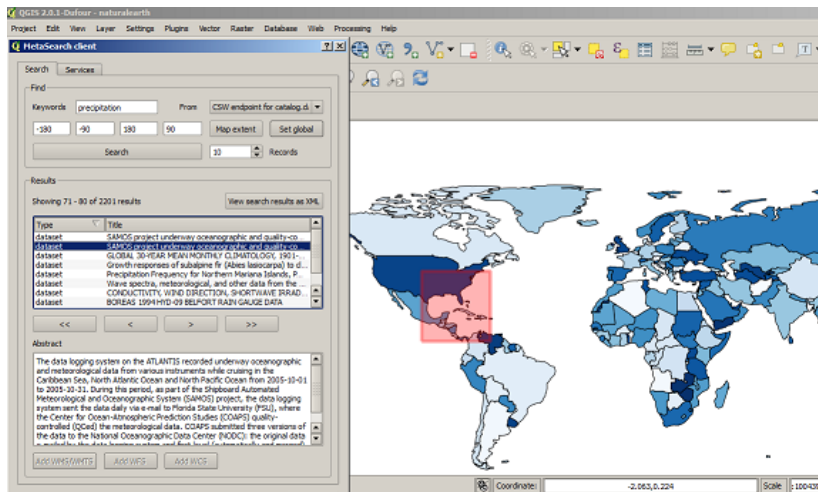 QGIS 2.0.1-Dufour - naturalearth
Project Edit View Layer Settings Plugins Vector Raster Database Web Processing Help
MetaSearch client
Search Services
Find
Keywords precipitation From CSW endpoint for catalog.d
-180 -90 180 90 Map extent Set global
Search 10 Records
Results
Showing 71 - 80 of 2201 results View search results as XML
Type Title
dataset SAMOS project underway oceanographic and quality-co...
dataset SAMOS project underway oceanographic and quality-co...
dataset GLOBAL 30-YEAR MEAN MONTHLY CLIMATOLOGY, 1901-...
dataset Growth responses of subalpine fir (Abies lasiocarpa) to d...
dataset Precipitation Frequency for Northern Mariana Islands, P...
dataset Wave spectra, meteorological, and other data from the ...
dataset CONDUCTIVITY, WIND DIRECTION, SHORTWAVE IRRAD...
dataset BOREAS 1994 HYD-09 BELFORT RAIN GAUGE DATA
<< < > >>
Abstract
The data logging system on the ATLANTIS recorded underway oceanographic
and meteorological data from various instruments while cruising in the
Caribbean Sea, North Atlantic Ocean and North Pacific Ocean from 2005-10-01
to 2005-10-31. During this period, as part of the Shipboard Automated
Meteorological and Oceanographic System (SAMOS) project, the data logging
system sent the data daily via e-mail to Florida State University (FSU), where
the Center for Ocean-Atmospheric Prediction Studies (COAPS) quality-
controlled (QCed) the meteorological data. COAPS submitted three versions of
the data to the National Oceanographic Data Center (NODC): the original data
Add WMS/WMTS Add WFS Add WCS
Coordinate: -2.063,0.224 Scale